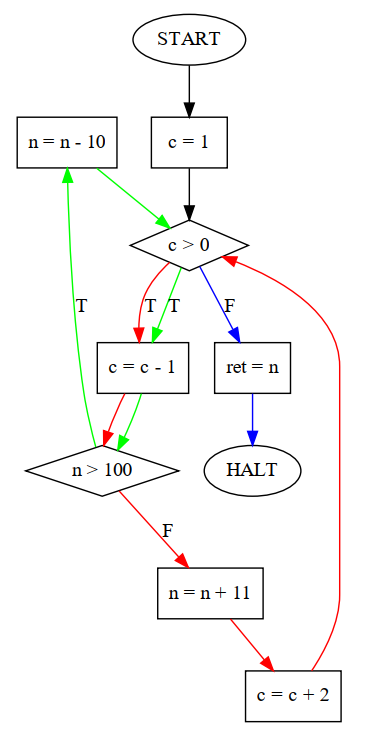 START
n = n - 10
c = 1
c > 0
T
T
T
F
c = c - 1
ret = n
n > 100
HALT
F
n = n + 11
c = c + 2